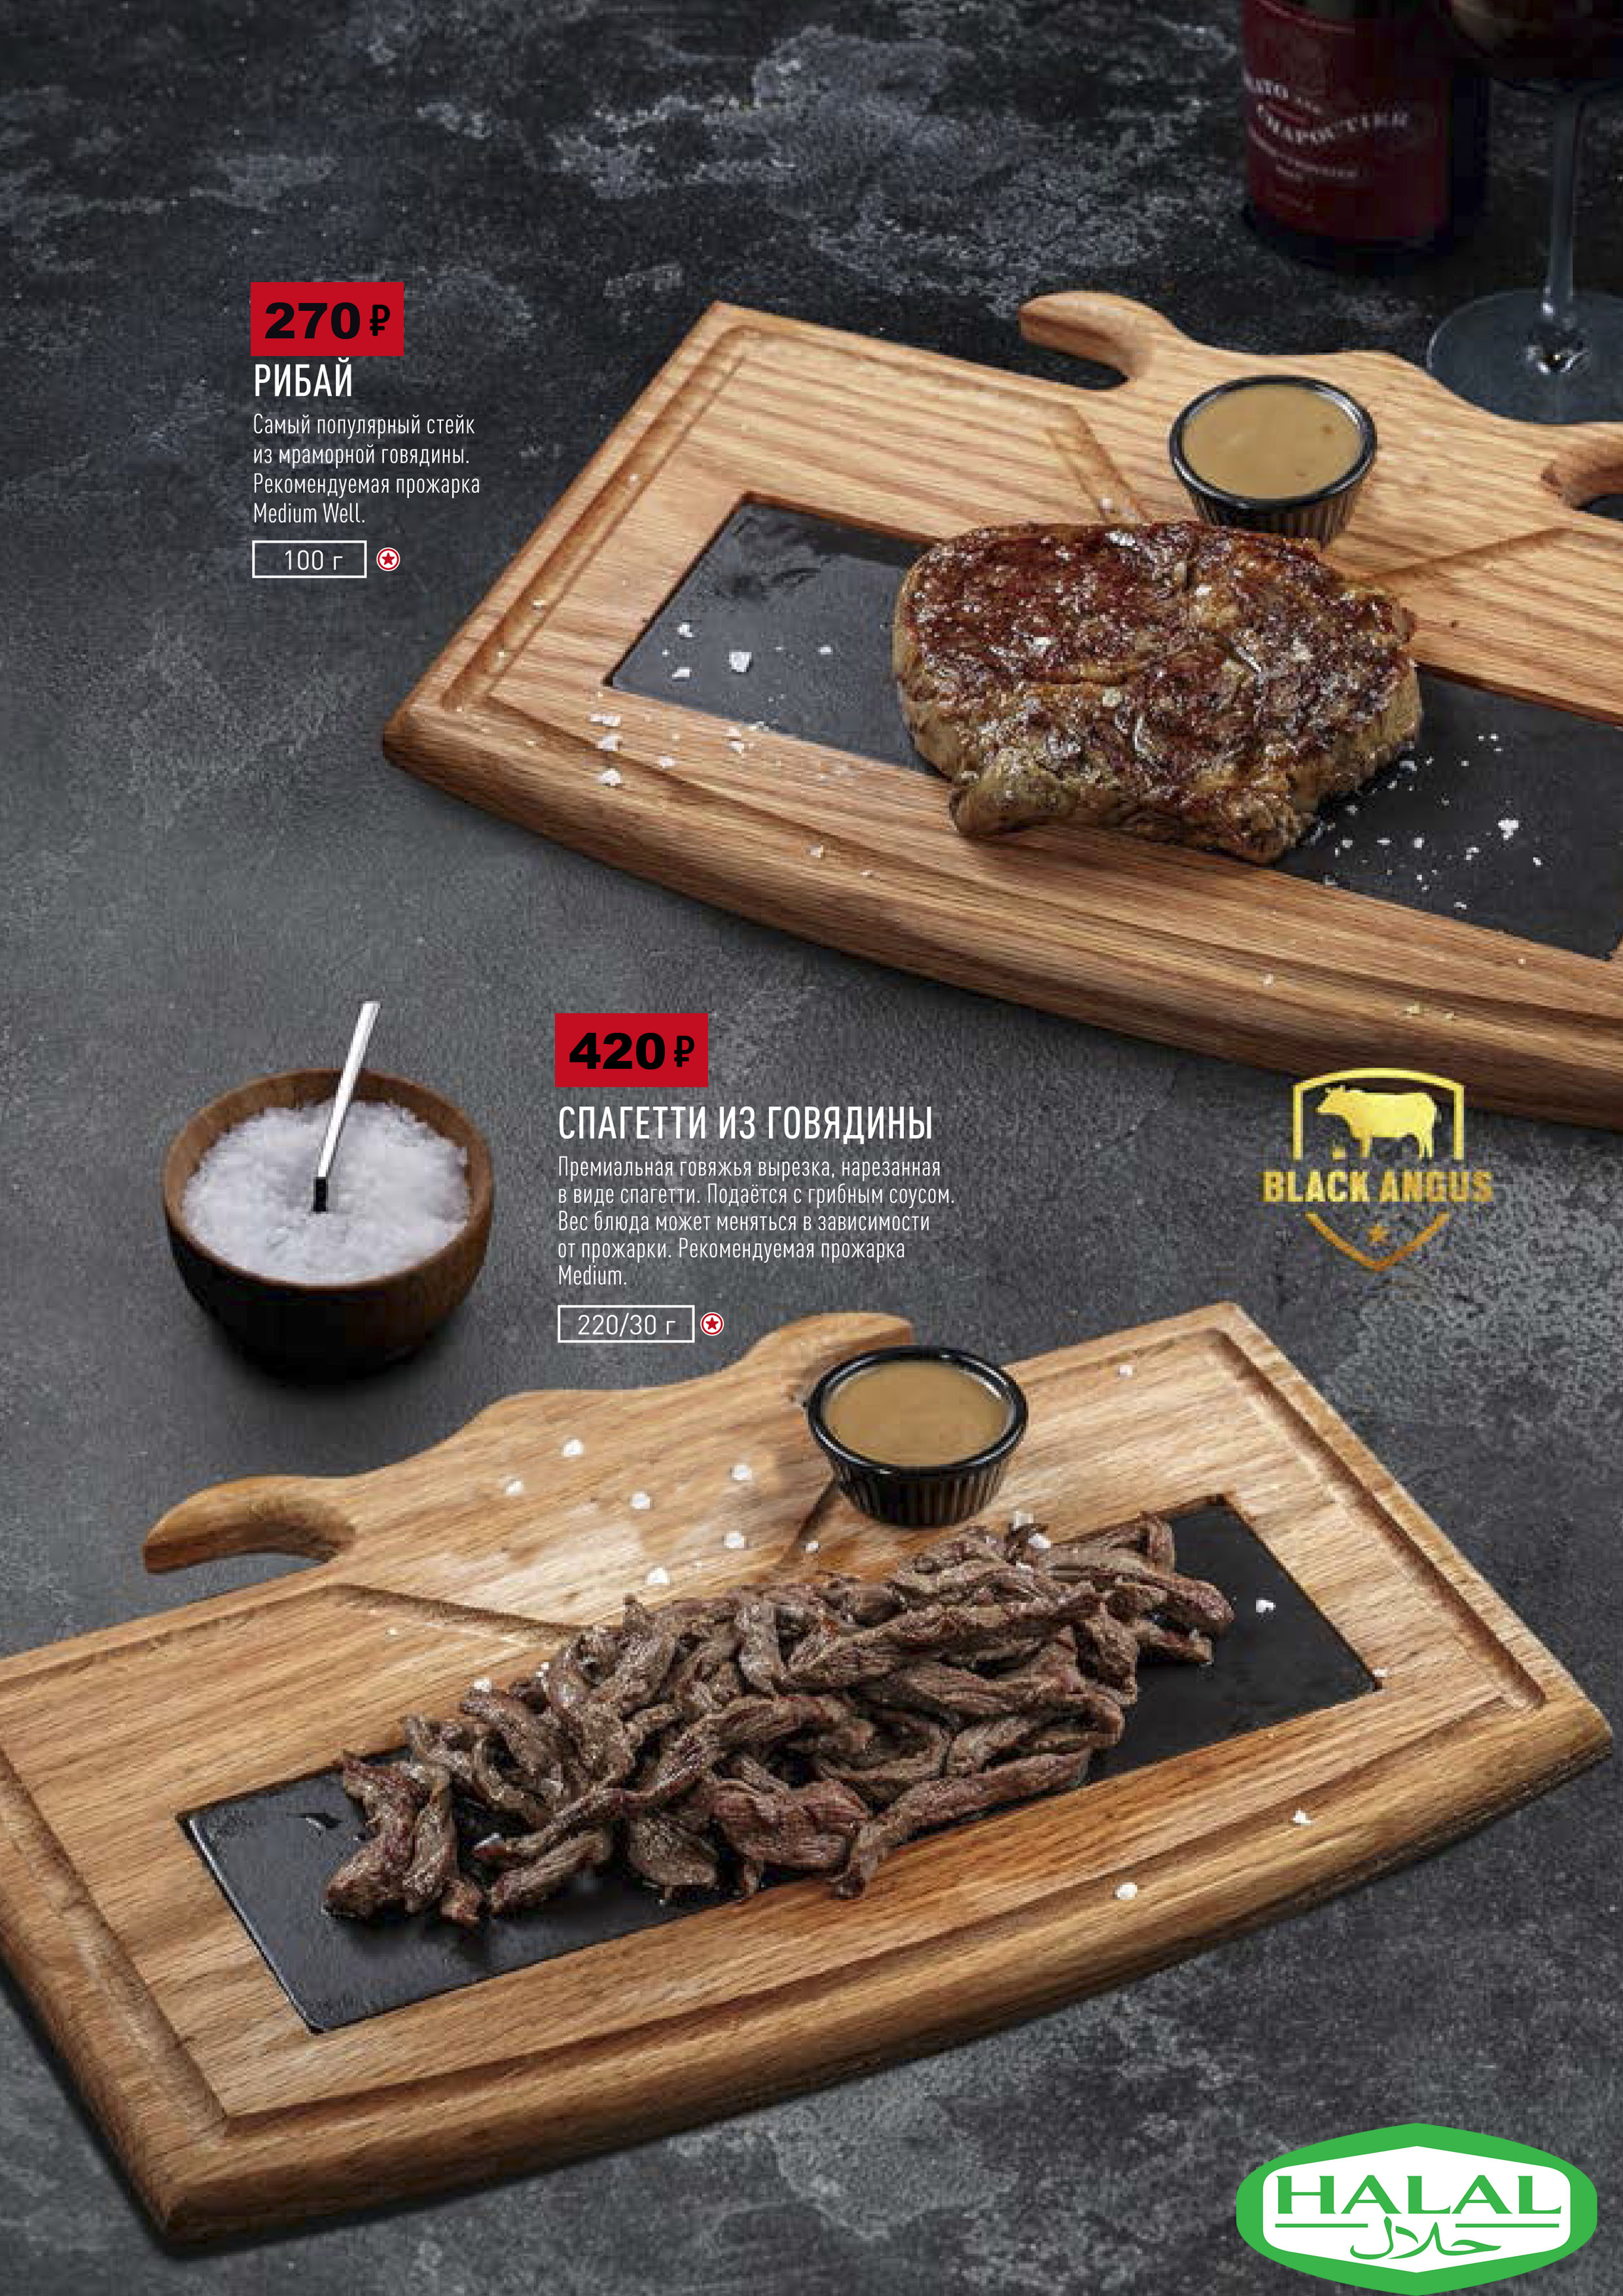 CHAPOUTIER
270 ₽
РИБАЙ
Самый популярный стейк
из мраморной говядины.
Рекомендуемая прожарка
Medium Well.
100 г
420 ₽
СПАГЕТТИ ИЗ ГОВЯДИНЫ
Премиальная говяжья вырезка, нарезанная
в виде спагетти. Подаётся с грибным соусом.
Вес блюда может меняться в зависимости
от прожарки. Рекомендуемая прожарка
Medium.
220/30 г
BLACK ANGUS
HALAL
حلال